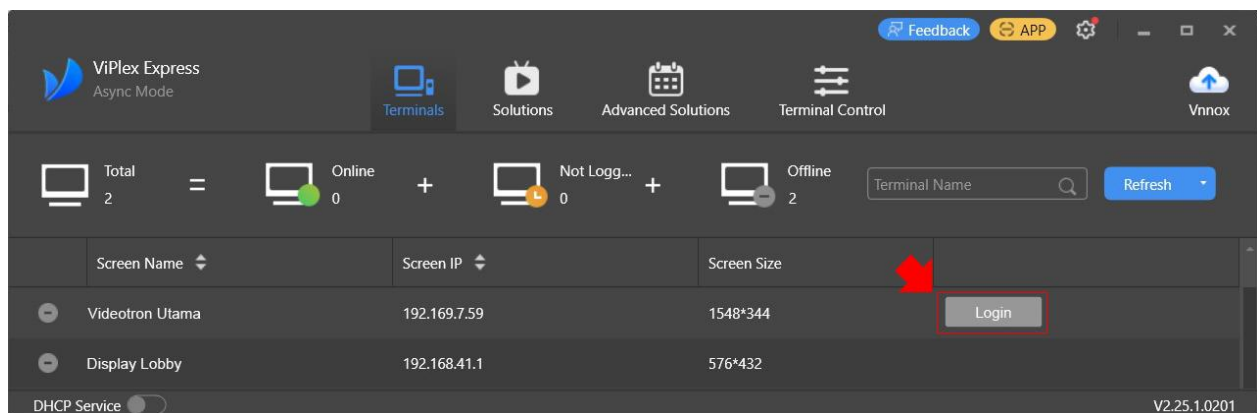 Feedback APP
ViPlex Express
Async Mode
Terminals Solutions Advanced Solutions Terminal Control Vnnox
Total
2
=
Online
0
+
Not Logg...
0
+
Offline
2
Terminal Name
Refresh
Screen Name Screen IP Screen Size
Videotron Utama 192.169.7.59 1548*344 Login
Display Lobby 192.168.41.1 576*432
DHCP Service V2.25.1.0201